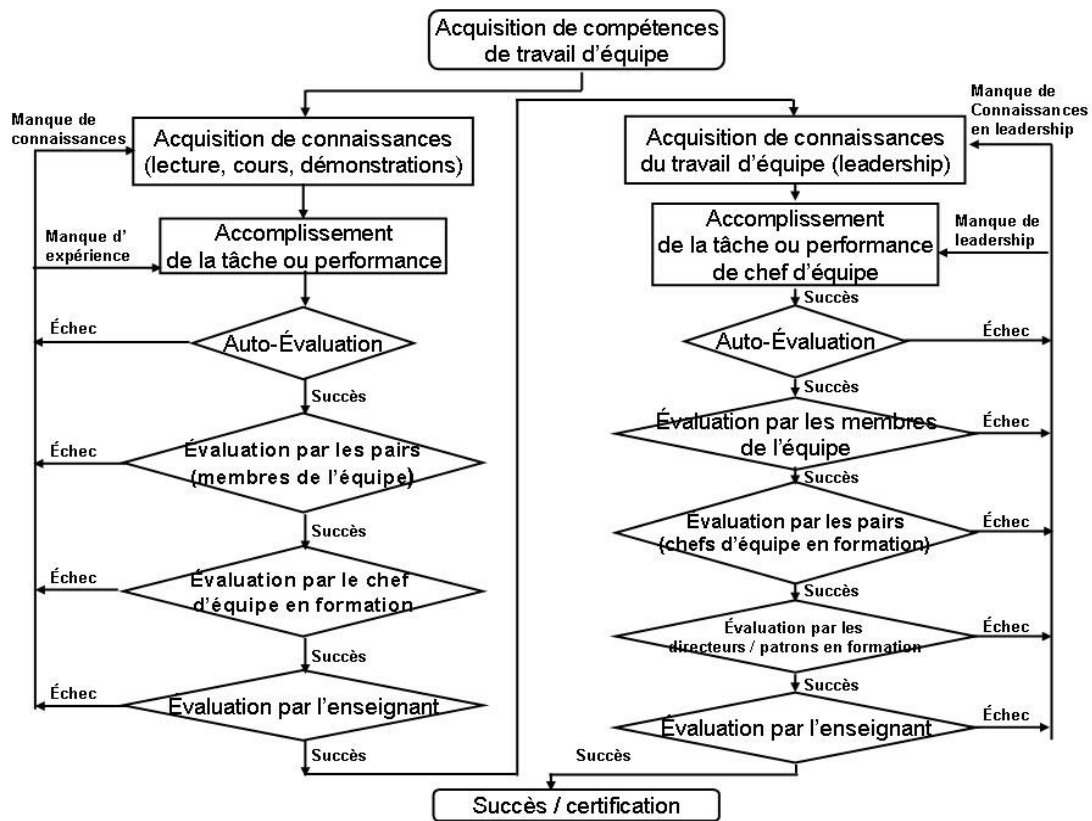 Acquisition de compétences
de travail d'équipe
Manque de
connaissances
Acquisition de connaissances
(lecture, cours, démonstrations)
Manque d'
expérience
Accomplissement
de la tâche ou performance
Échec
Auto-Évaluation
Succès
Échec
Évaluation par les pairs
(membres de l'équipe)
Succès
Échec
Évaluation par le chef
d'équipe en formation
Succès
Échec
Évaluation par l'enseignant
Succès
Manque de
Connaissances
en leadership
Acquisition de connaissances
du travail d'équipe (leadership)
Manque de
leadership
Accomplissement
de la tâche ou performance
de chef d'équipe
Succès
Auto-Évaluation
Échec
Succès
Évaluation par les membres
de l'équipe
Échec
Succès
Évaluation par les pairs
(chefs d'équipe en formation)
Échec
Succès
Évaluation par les
directeurs / patrons en formation
Échec
Succès
Évaluation par l'enseignant
Échec
Succès
Succès / certification